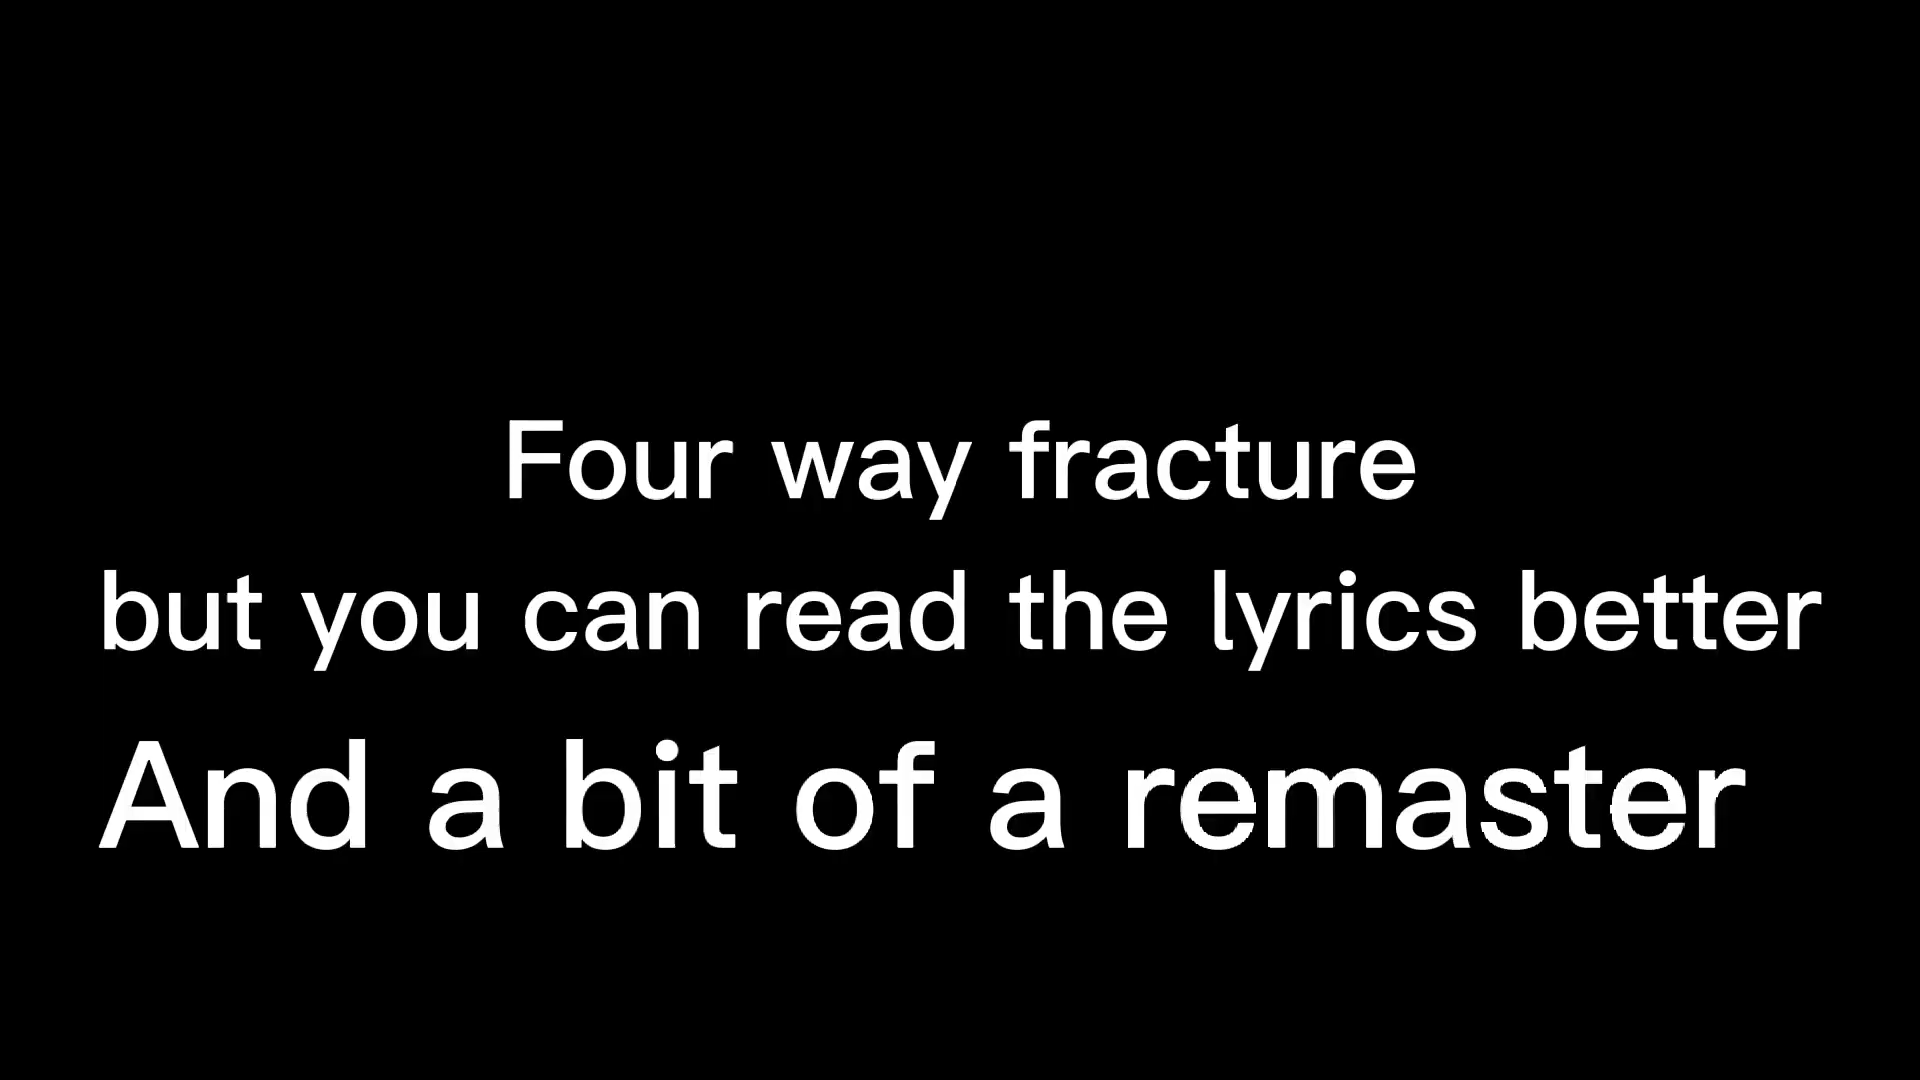 Four way fracture
but you can read the lyrics better
And a bit of a remaster